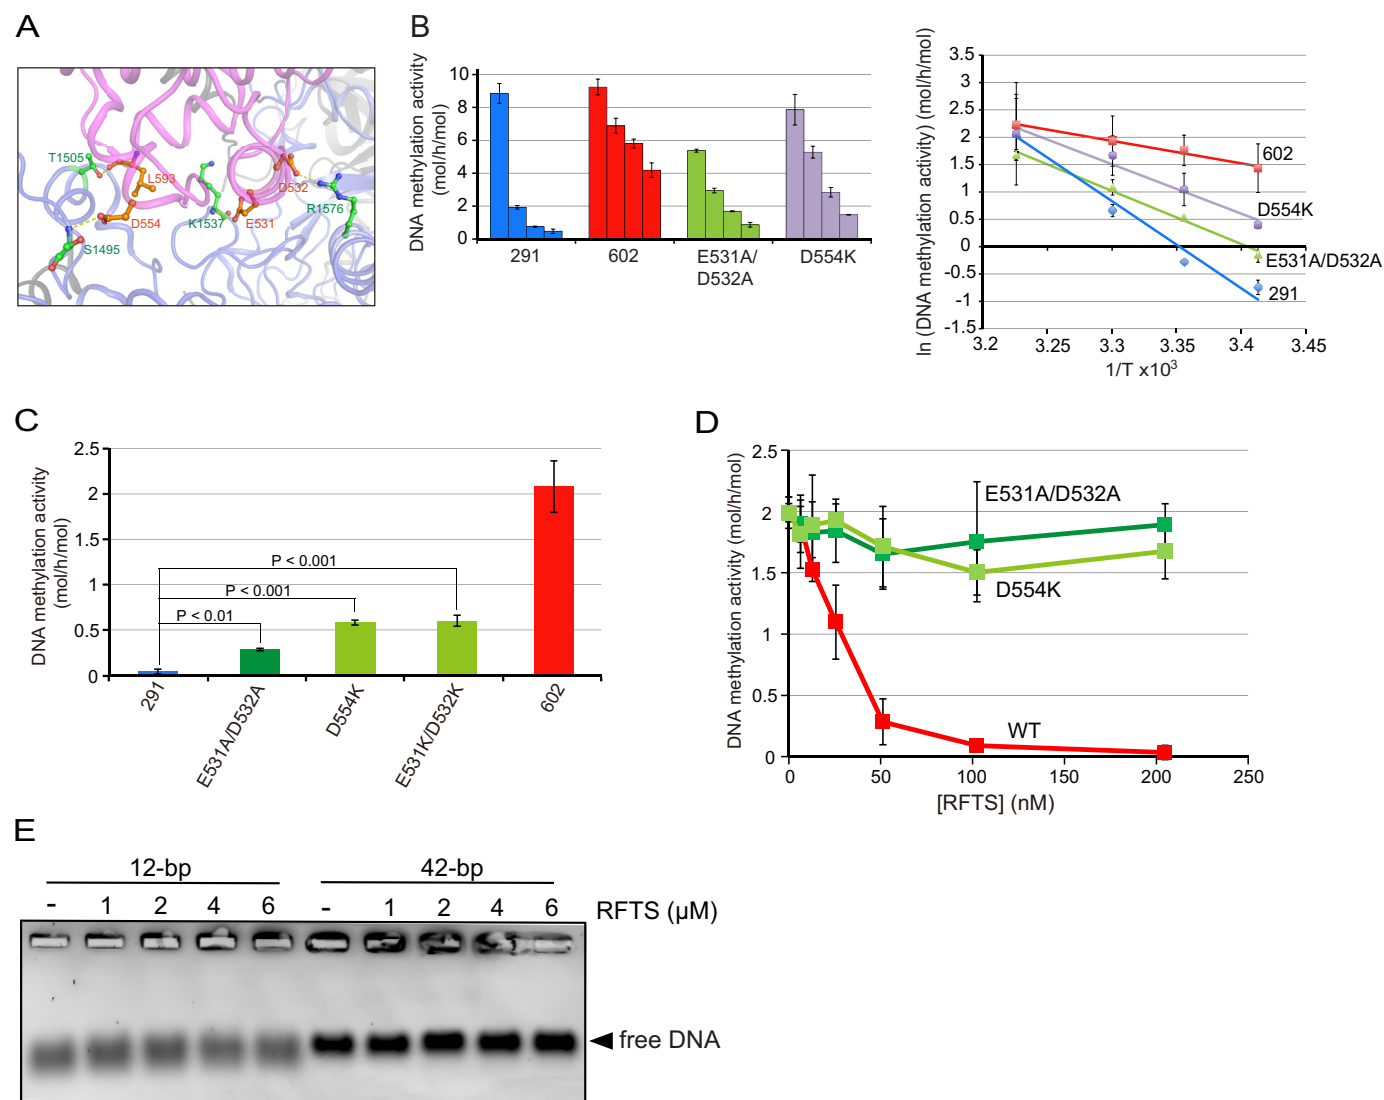 A
T1505
L593
D532
D554
K1537
E531
R1576
S1495
B
DNA methylation activity
(mol/h/mol)
10
8
6
4
2
0
291
602
E531A/
D532A
D554K
ln (DNA methylation activity) (mol/h/mol)
3.5
3
2.5
2
1.5
1
0.5
0
-0.5
-1
-1.5
3.2
3.25
3.3
3.35
3.4
3.45
1/T x10³
602
D554K
E531A/D532A
291
C
DNA methylation activity
(mol/h/mol)
2.5
2
1.5
1
0.5
0
P < 0.001
P < 0.001
P < 0.01
291
E531A/D532A
D554K
E531K/D532K
602
D
DNA methylation activity (mol/h/mol)
2.5
2
1.5
1
0.5
0
E531A/D532A
D554K
WT
0
50
100
150
200
250
[RFTS] (nM)
E
12-bp
42-bp
- 1 2 4 6 - 1 2 4 6 RFTS (µM)
free DNA